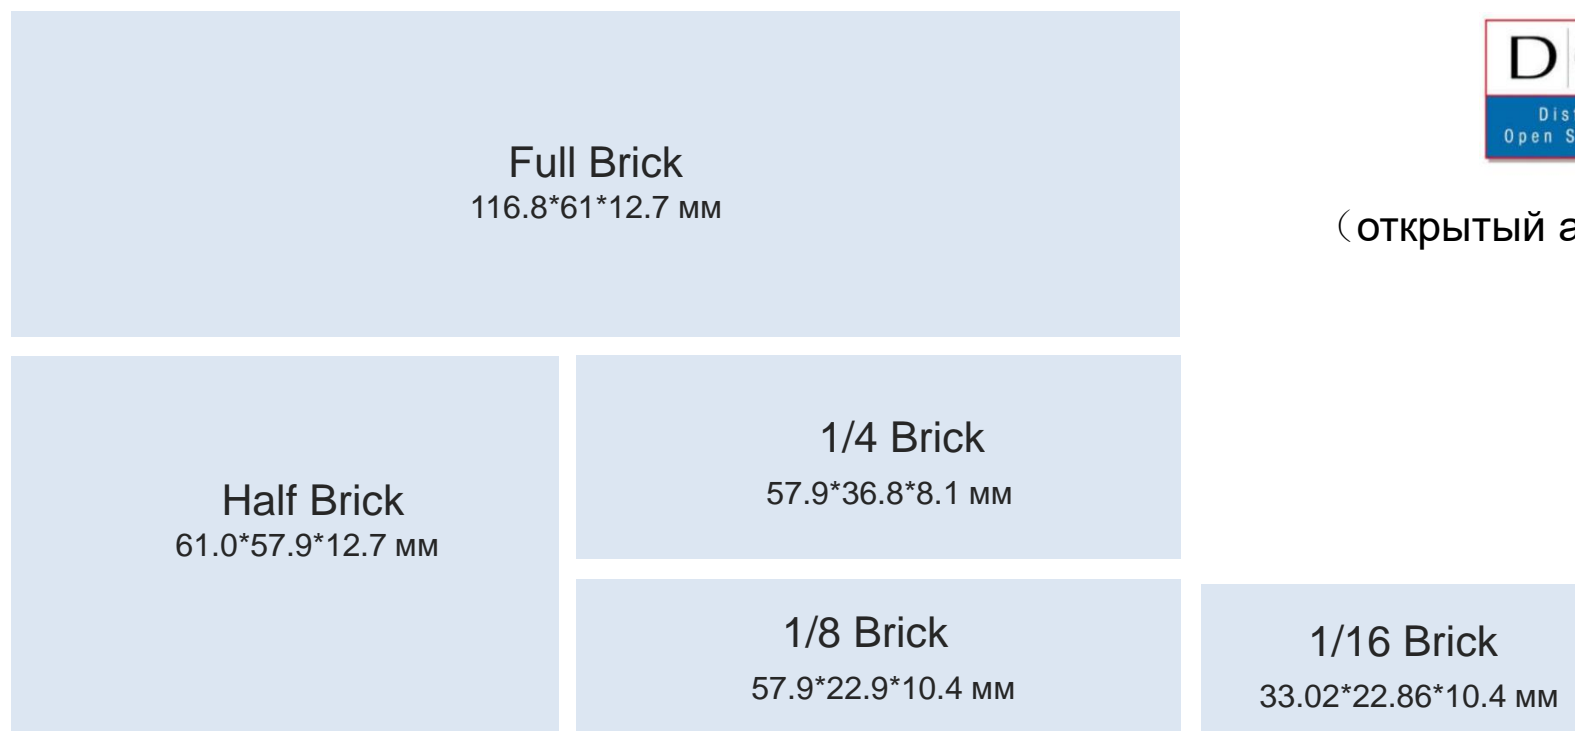 Full Brick
116.8*61*12.7 мм
D
Open
（открытый
Half Brick
61.0*57.9*12.7 мм
1/4 Brick
57.9*36.8*8.1 мм
1/8 Brick
57.9*22.9*10.4 мм
1/16 Brick
33.02*22.86*10.4 мм